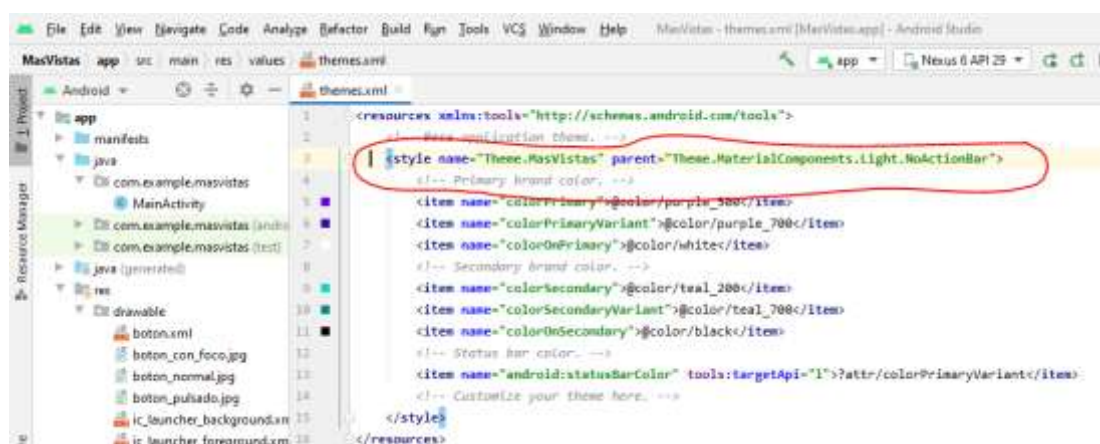 File Edit View Navigate Code Analyze Refactor Build Run Tools VCS Window Help MasVistas - themes.xml [MasVistas.app] - Android Studio
MasVistas app src main res values themes.xml app Nexus 6 API 29
Android themes.xml
1: Project
Resource Manager
app
manifests
java
com.example.masvistas
MainActivity
com.example.masvistas (andro
com.example.masvistas (test)
java (generated)
res
drawable
boton.xml
boton_con_foco.jpg
boton_normal.jpg
boton_pulsado.jpg
ic_launcher_background.xm
ic_launcher_foreground.xm
1 <resources xmlns:tools="http://schemas.android.com/tools">
2 <!-- Base application theme. -->
3 <style name="Theme.MasVistas" parent="Theme.MaterialComponents.Light.NoActionBar">
4 <!-- Primary brand color. -->
5 <item name="colorPrimary">@color/purple_500</item>
6 <item name="colorPrimaryVariant">@color/purple_700</item>
7 <item name="colorOnPrimary">@color/white</item>
8 <!-- Secondary brand color. -->
9 <item name="colorSecondary">@color/teal_200</item>
10 <item name="colorSecondaryVariant">@color/teal_700</item>
11 <item name="colorOnSecondary">@color/black</item>
12 <!-- Status bar color. -->
13 <item name="android:statusBarColor" tools:targetApi="l">?attr/colorPrimaryVariant</item>
14 <!-- Customize your theme here. -->
15 </style>
16 </resources>